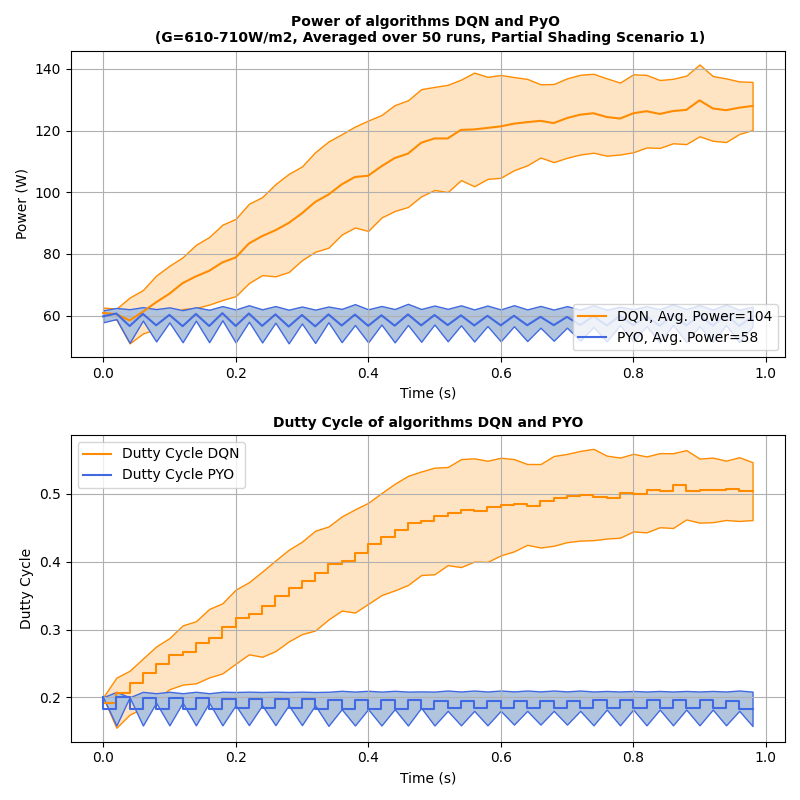 Power of algorithms DQN and PyO
(G=610-710W/m2, Averaged over 50 runs, Partial Shading Scenario 1)
140
120
100
80
60
Power (W)
0.0 0.2 0.4 0.6 0.8 1.0
Time (s)
DQN, Avg. Power=104
PYO, Avg. Power=58
Dutty Cycle of algorithms DQN and PYO
Dutty Cycle DQN
Dutty Cycle PYO
0.5
0.4
0.3
0.2
Dutty Cycle
0.0 0.2 0.4 0.6 0.8 1.0
Time (s)